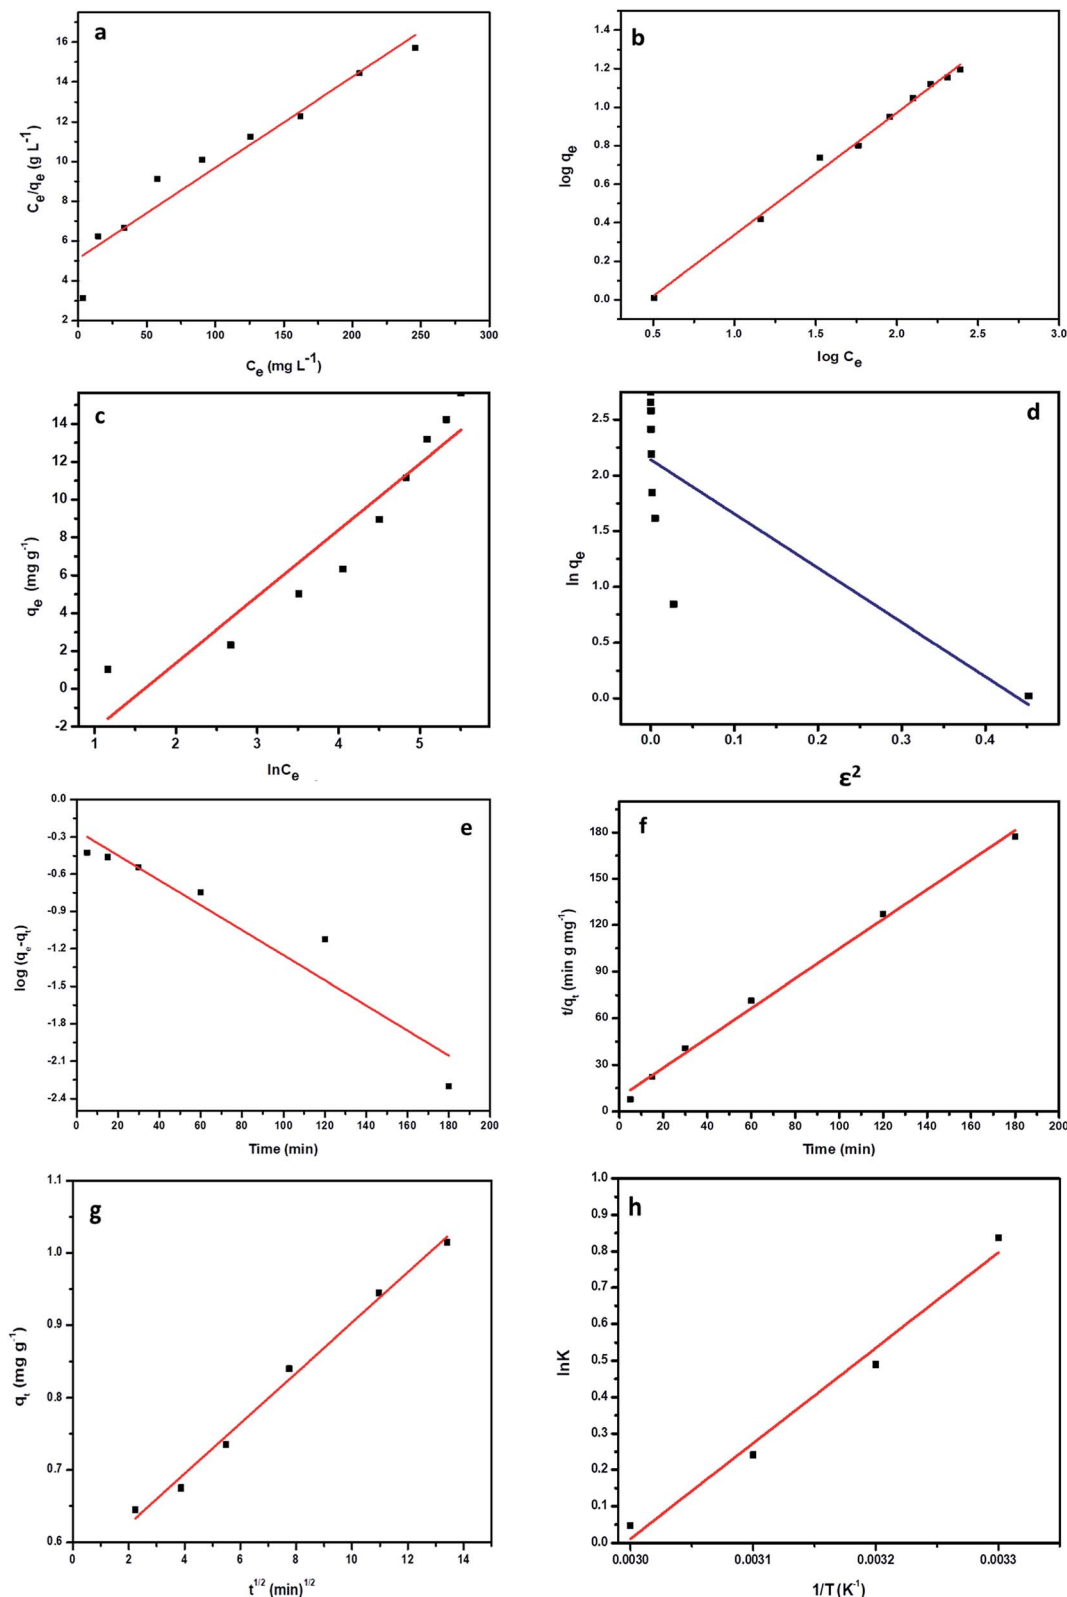 a
16
14
12
10
8
6
4
2
Ce/qe (g L-1)
0 50 100 150 200 250 300
Ce (mg L-1)
b
1.4
1.2
1.0
0.8
0.6
0.4
0.2
0.0
log qe
0.5 1.0 1.5 2.0 2.5 3.0
log Ce
c
14
12
10
8
6
4
2
0
-2
qe (mg g-1)
1 2 3 4 5
lnCe
d
2.5
2.0
1.5
1.0
0.5
0.0
ln qe
0.0 0.1 0.2 0.3 0.4
ε2
e
0.0
-0.3
-0.6
-0.9
-1.2
-1.5
-1.8
-2.1
-2.4
log (qe-qt)
0 20 40 60 80 100 120 140 160 180 200
Time (min)
f
180
150
120
90
60
30
0
t/qt (min g mg-1)
0 20 40 60 80 100 120 140 160 180 200
Time (min)
g
1.1
1.0
0.9
0.8
0.7
0.6
qt (mg g-1)
0 2 4 6 8 10 12 14
t1/2 (min)1/2
h
1.0
0.9
0.8
0.7
0.6
0.5
0.4
0.3
0.2
0.1
0.0
lnK
0.0030 0.0031 0.0032 0.0033
1/T (K-1)